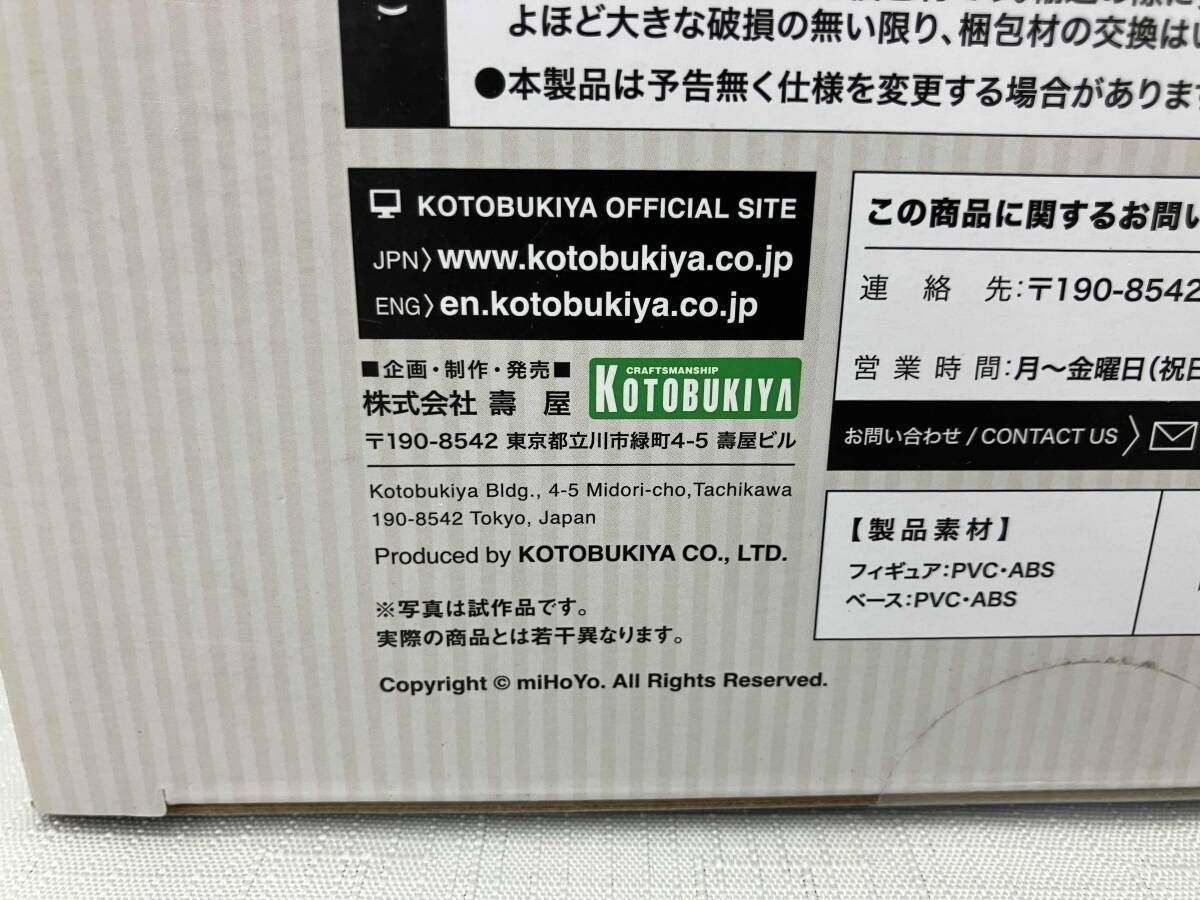 よほど大きな破損の無い限り、梱包材の交換は
●本製品は予告無く仕様を変更する場合があります
KOTOBUKIYA OFFICIAL SITE
JPN〉www.kotobukiya.co.jp
ENG〉en.kotobukiya.co.jp
■企画・制作・発売■
株式会社 壽 屋
CRAFTSMANSHIP
KOTOBUKIYA
〒190-8542 東京都立川市緑町4-5 壽屋ビル
Kotobukiya Bldg., 4-5 Midori-cho,Tachikawa
190-8542 Tokyo, Japan
Produced by KOTOBUKIYA CO., LTD.
※写真は試作品です。
実際の商品とは若干異なります。
Copyright © miHoYo. All Rights Reserved.
この商品に関するお問い
連絡先:〒190-8542
営業時間:月～金曜日(祝日
お問い合わせ / CONTACT US 〉
【製品素材】
フィギュア:PVC・ABS
ベース:PVC・ABS